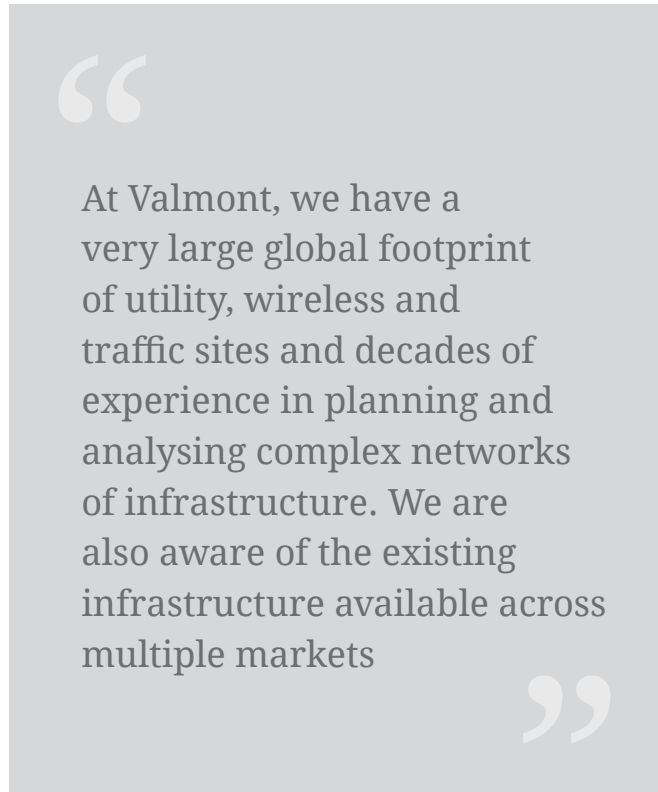 “
At Valmont, we have a
very large global footprint
of utility, wireless and
traffic sites and decades of
experience in planning and
analysing complex networks
of infrastructure. We are
also aware of the existing
infrastructure available across
multiple markets
”